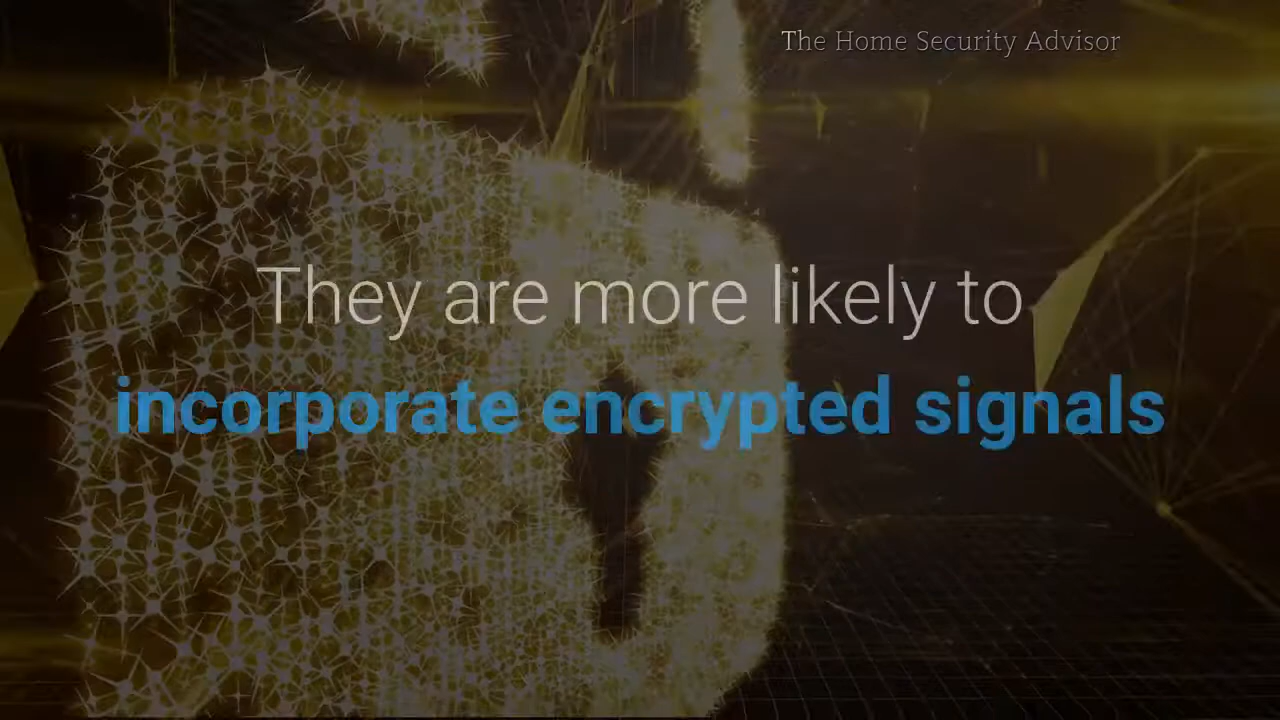 The Home Security Advisor
They are more likely to
incorporate encrypted signals